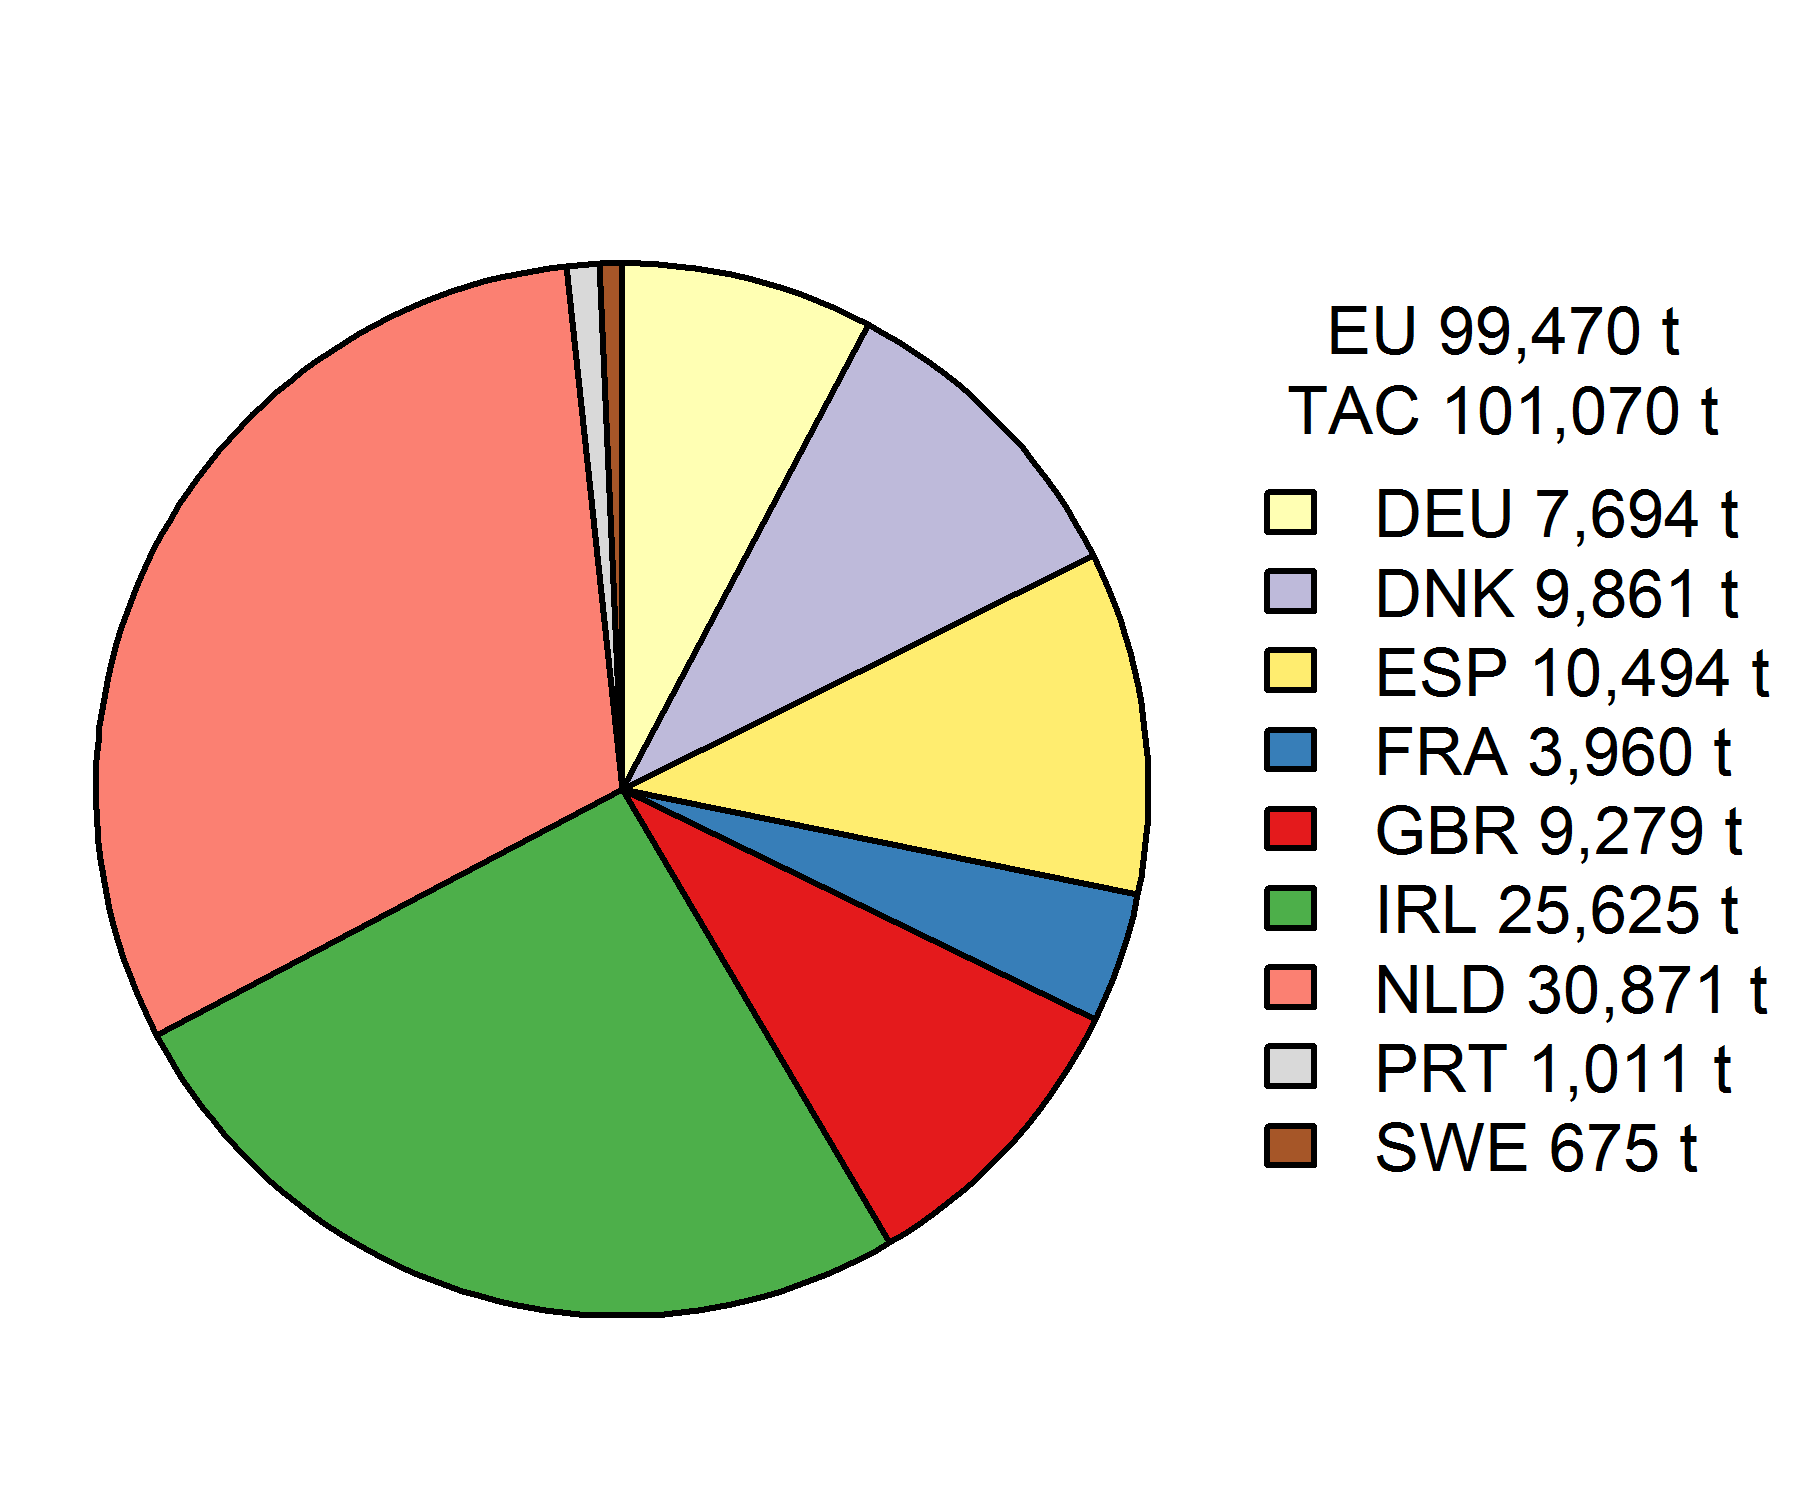 EU 99,470 t
TAC 101,070 t
DEU 7,694 t
DNK 9,861 t
ESP 10,494 t
FRA 3,960 t
GBR 9,279 t
IRL 25,625 t
NLD 30,871 t
PRT 1,011 t
SWE 675 t